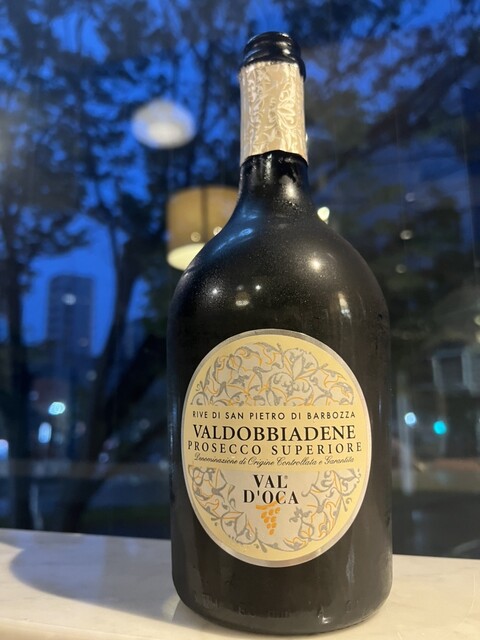 RIVE DI SAN PIETRO DI BARBOZZA
VALDOBBIADENE
PROSECCO SUPERIORE
Denominazione di Origine Controllata e Garantita
VAL
D'OCA